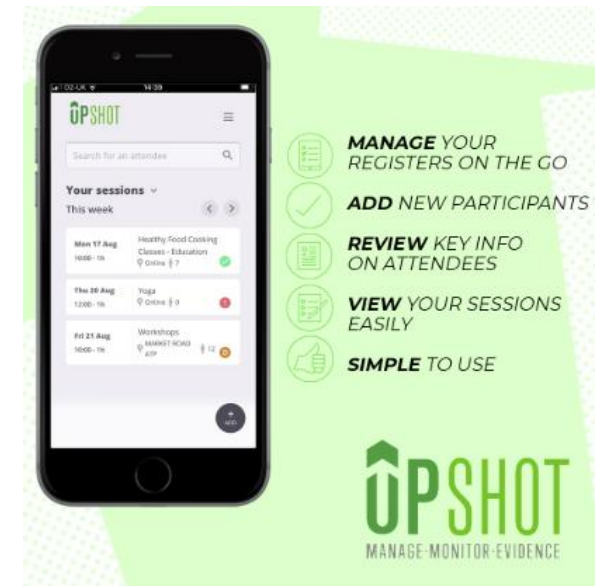 O2-UK
14:39
UPSHOT
Search for an attendee
Your sessions
This week
Mon 17 Aug
10:00 - 1h
Healthy Food Cooking
Classes - Education
Online 7
Thu 20 Aug
12:00 - 1h
Yoga
Online 0
Fri 21 Aug
10:00 - 1h
Workshops
MARKET ROAD
ATP
12
+
ADD
MANAGE YOUR
REGISTERS ON THE GO
ADD NEW PARTICIPANTS
REVIEW KEY INFO
ON ATTENDEES
VIEW YOUR SESSIONS
EASILY
SIMPLE TO USE
UPSHOT
MANAGE·MONITOR·EVIDENCE